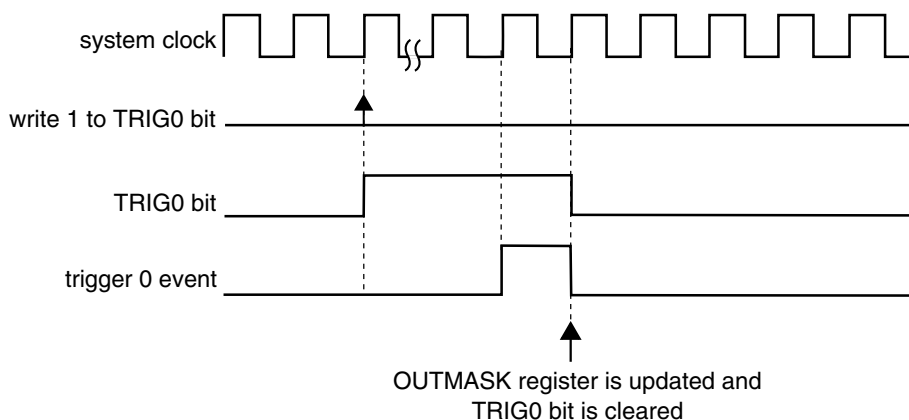 system clock
write 1 to TRIG0 bit
TRIG0 bit
trigger 0 event
OUTMASK register is updated and
TRIG0 bit is cleared